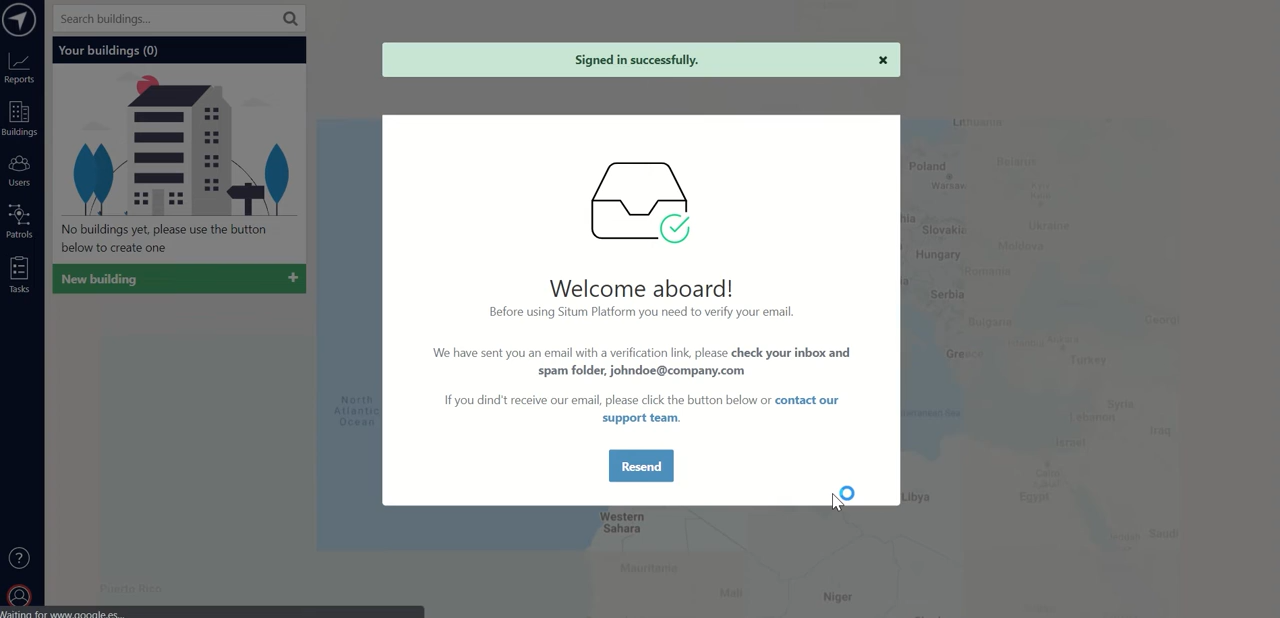 Search buildings...
Your buildings (0)
Reports
Buildings
Users
Patrols
Tasks
No buildings yet, please use the button
below to create one
New building +
?
Signed in successfully. ×
Welcome aboard!
Before using Situm Platform you need to verify your email.
We have sent you an email with a verification link, please check your inbox and
spam folder, johndoe@company.com
If you dind't receive our email, please click the button below or contact our
support team.
Resend
Lithuania
Poland
Belarus
Warsaw
Ukraine
Slovakia
Moldova
Hungary
Romania
Serbia
Bulgaria
Greece
Turkey
Syria
Lebanon
Iraq
Israel
Cairo
Egypt
Libya
Saudi
North
Atlantic
Ocean
Western
Sahara
Mauritania
Mali
Niger
Puerto Rico
Waiting for www.google.es...